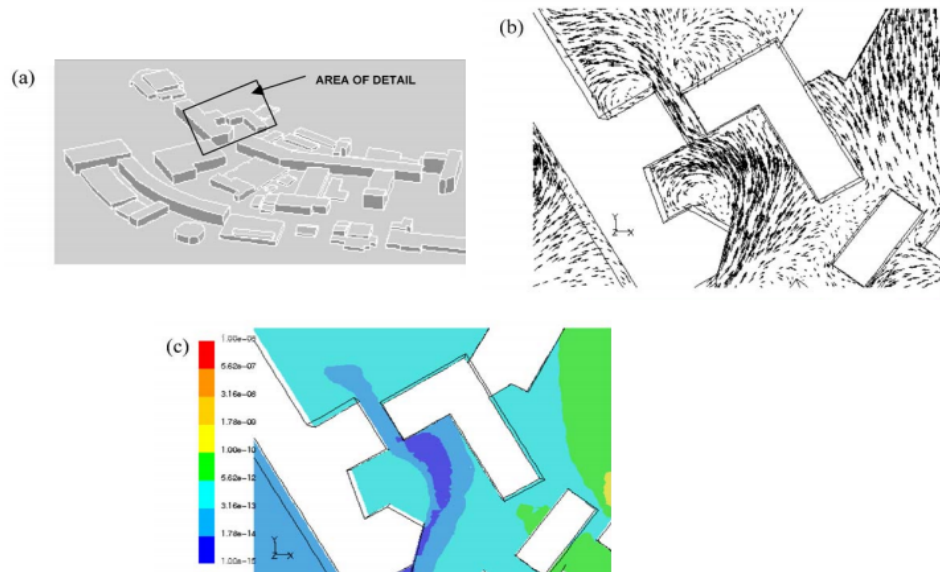 (a)
AREA OF DETAIL
(b)
Y
Z X
(c)
1.00e-06
5.62e-07
3.16e-08
1.78e-09
1.00e-10
5.62e-12
3.16e-13
1.78e-14
1.00e-15
Y
Z X